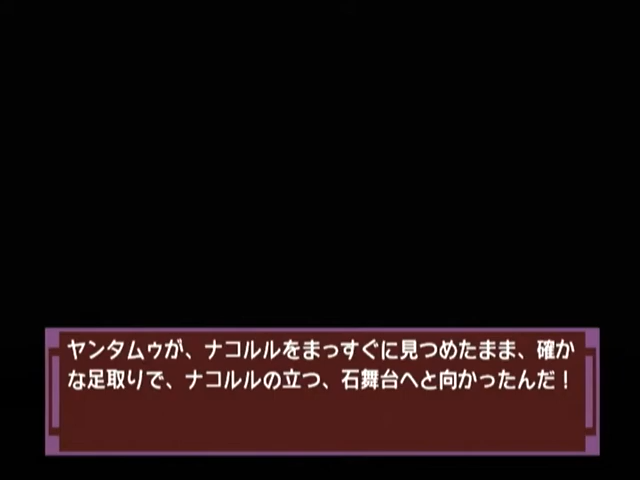 ヤンタムゥが、ナコルルをまっすぐに見つめたまま、確か
な足取りで、ナコルルの立つ、石舞台へと向かったんだ！